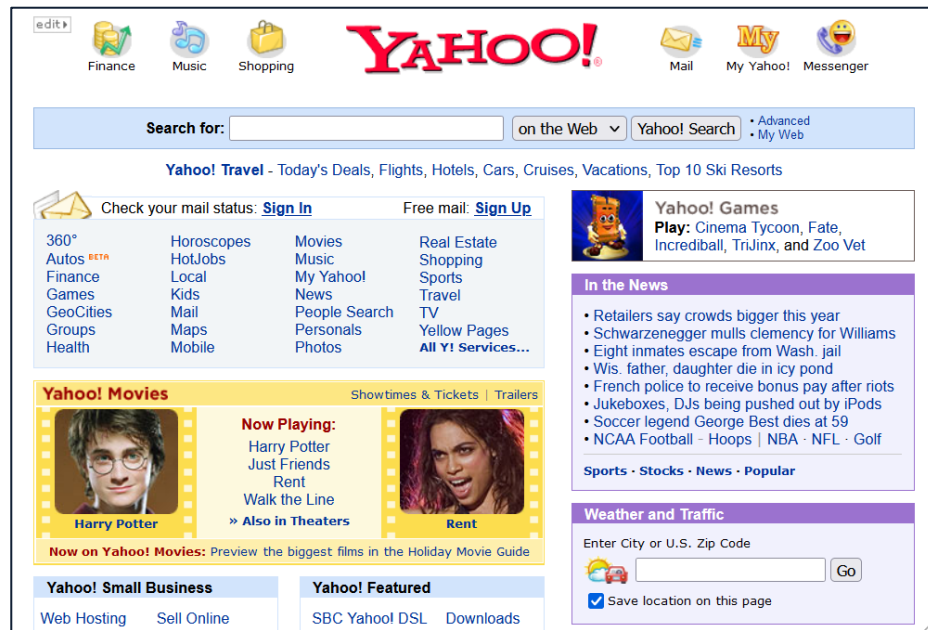 edit
Finance Music Shopping YAHOO!® Mail My Yahoo! Messenger
My
Search for: on the Web Yahoo! Search
• Advanced
• My Web
Yahoo! Travel - Today's Deals, Flights, Hotels, Cars, Cruises, Vacations, Top 10 Ski Resorts
Check your mail status: Sign In Free mail: Sign Up
360° Horoscopes Movies Real Estate
Autos BETA HotJobs Music Shopping
Finance Local My Yahoo! Sports
Games Kids News Travel
GeoCities Mail People Search TV
Groups Maps Personals Yellow Pages
Health Mobile Photos All Y! Services...
Yahoo! Movies Showtimes & Tickets | Trailers
Now Playing:
Harry Potter
Just Friends
Rent
Walk the Line
» Also in Theaters
Harry Potter
Rent
Now on Yahoo! Movies: Preview the biggest films in the Holiday Movie Guide
Yahoo! Small Business
Web Hosting Sell Online
Yahoo! Featured
SBC Yahoo! DSL Downloads
Yahoo! Games
Play: Cinema Tycoon, Fate,
Incrediball, TriJinx, and Zoo Vet
In the News
• Retailers say crowds bigger this year
• Schwarzenegger mulls clemency for Williams
• Eight inmates escape from Wash. jail
• Wis. father, daughter die in icy pond
• French police to receive bonus pay after riots
• Jukeboxes, DJs being pushed out by iPods
• Soccer legend George Best dies at 59
• NCAA Football - Hoops | NBA · NFL · Golf
Sports · Stocks · News · Popular
Weather and Traffic
Enter City or U.S. Zip Code
Go
Save location on this page